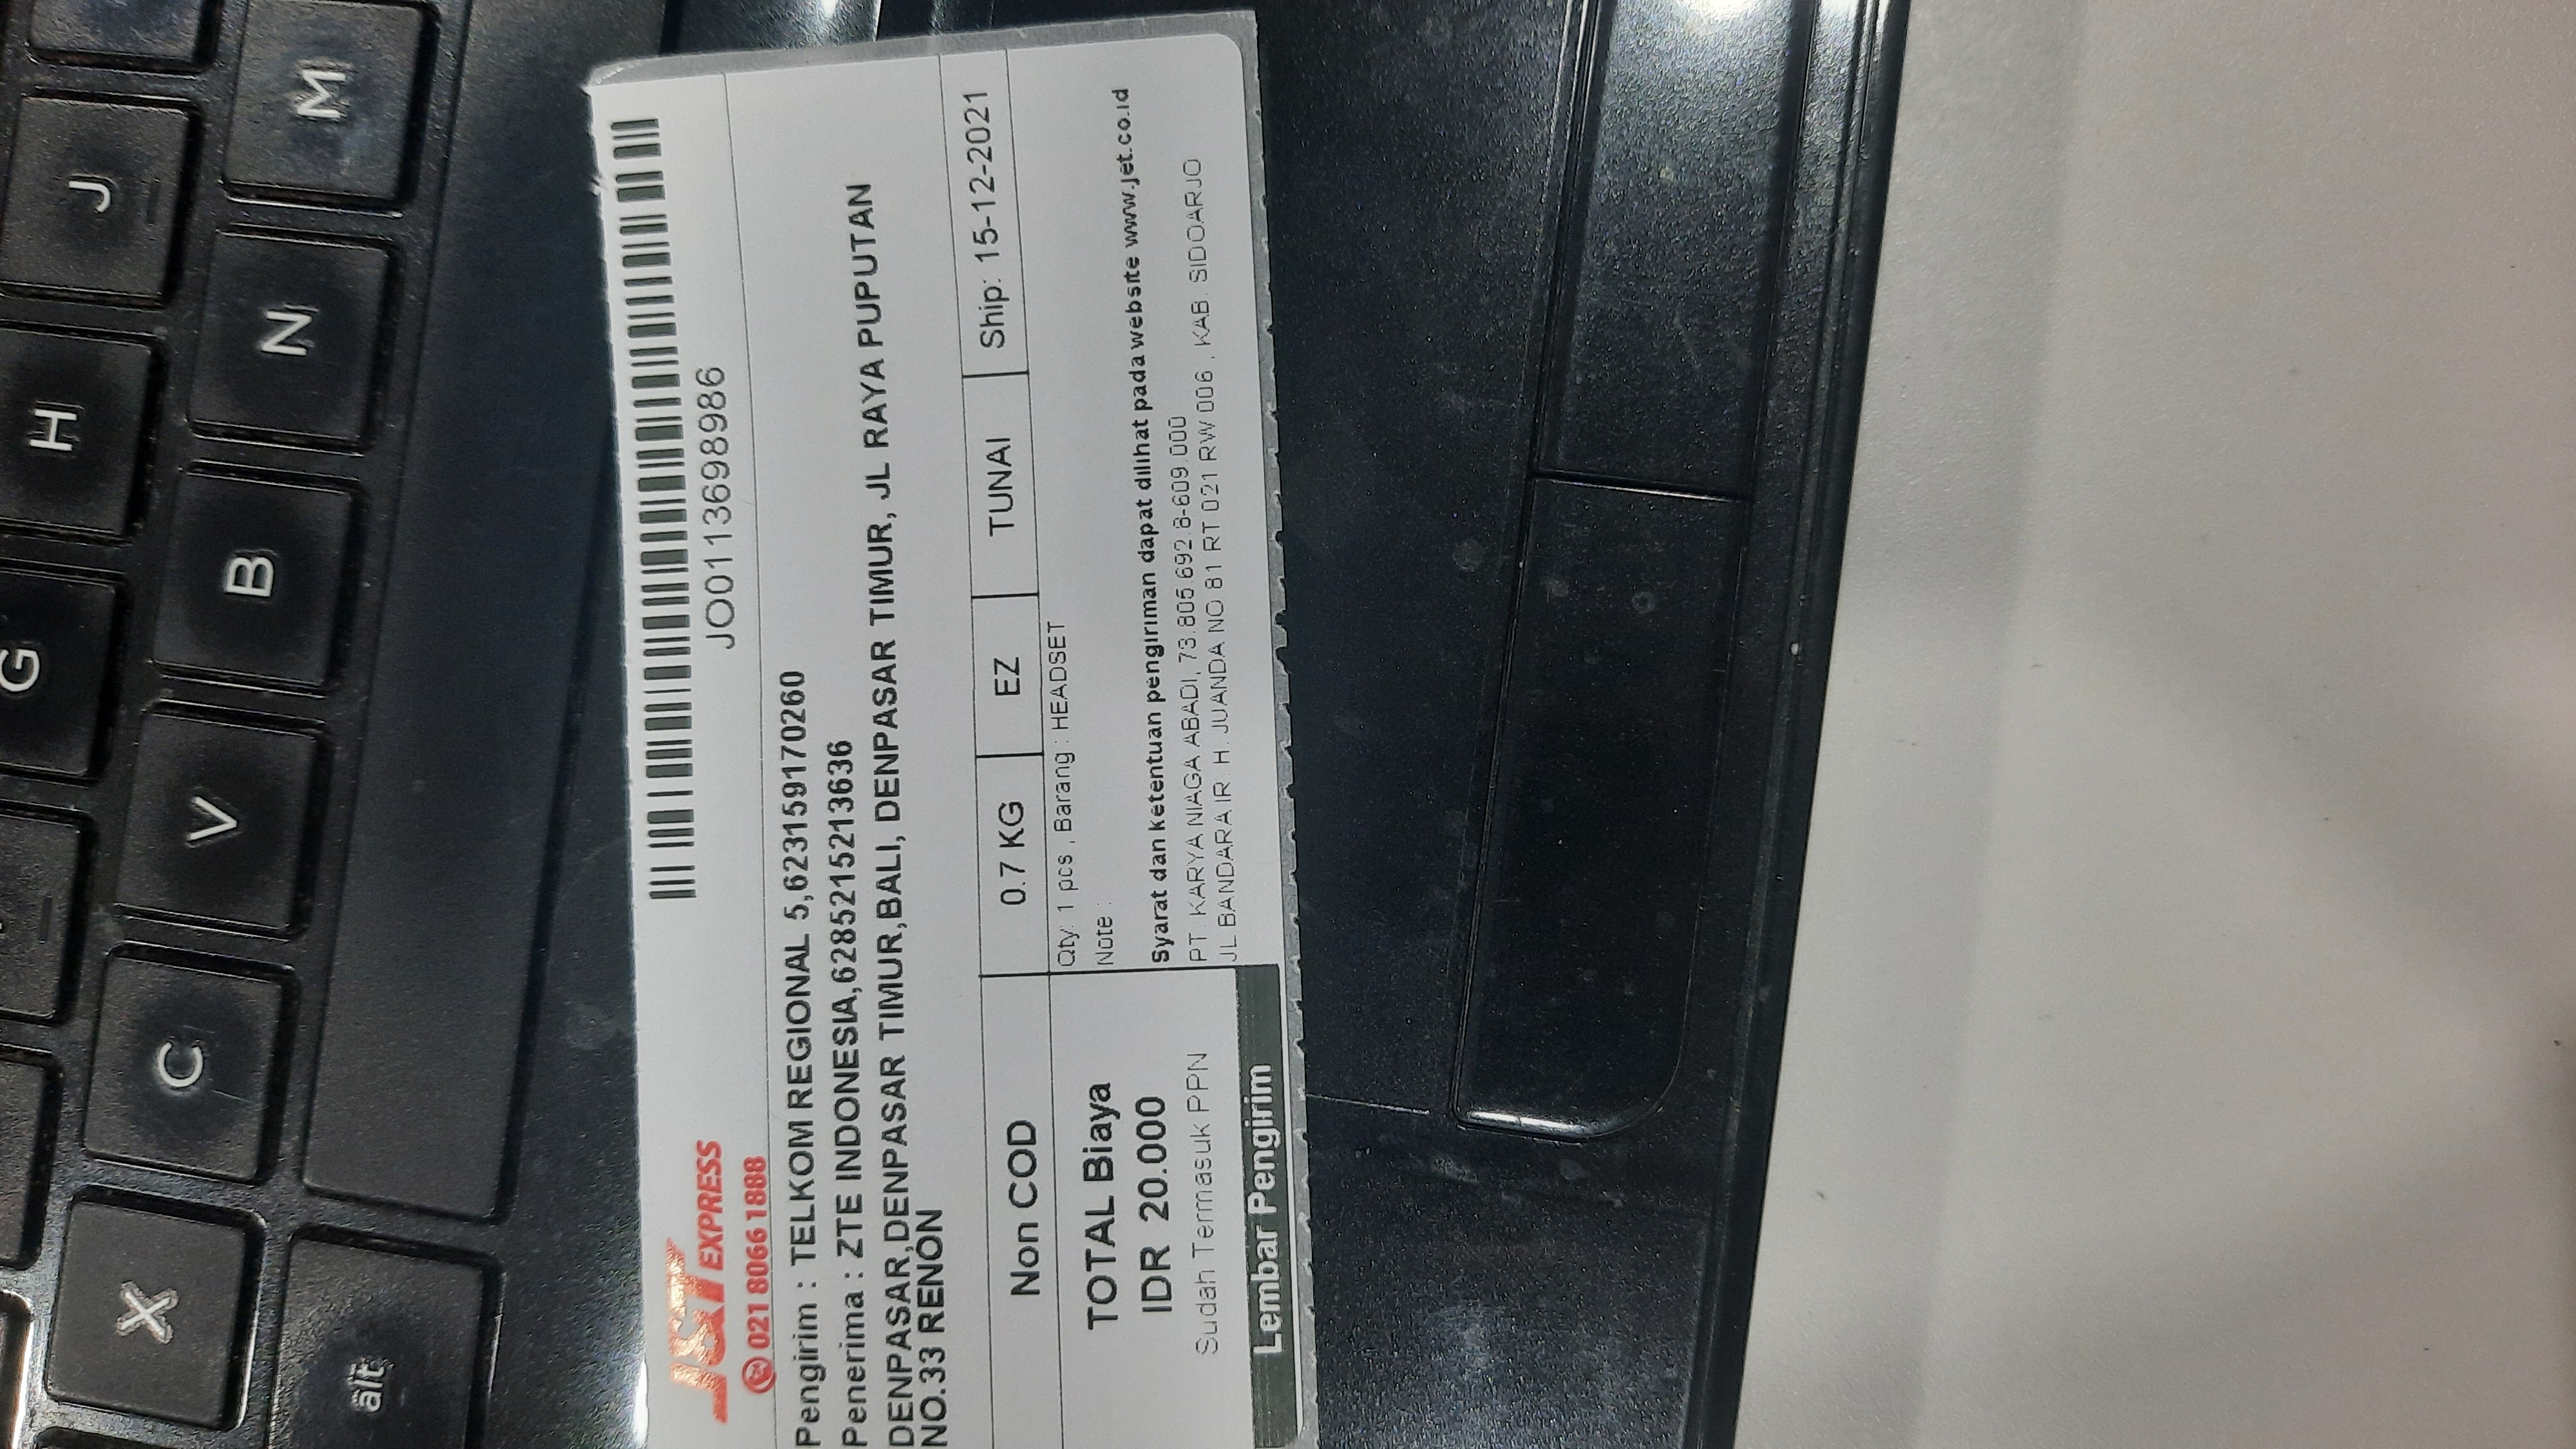 G H J
X C V B N M
alt
J&T EXPRESS
021 8066 1888
JO0113698986
Pengirim : TELKOM REGIONAL 5,623159170260
Penerima : ZTE INDONESIA,6285215213636
DENPASAR,DENPASAR TIMUR,BALI, DENPASAR TIMUR, JL RAYA PUPUTAN
NO.33 RENON
Non COD 0.7 KG EZ TUNAI Ship: 15-12-2021
TOTAL Biaya
IDR 20.000
Sudah Termasuk PPN
Lembar Pengirim
Qty: 1 pcs , Barang : HEADSET
Note :
Syarat dan ketentuan pengiriman dapat dilihat pada website www.jet.co.id
PT. KARYA NIAGA ABADI, 73.805.692.8-609.000
JL BANDARA IR. H. JUANDA NO 81 RT 021 RW 006 , KAB. SIDOARJO